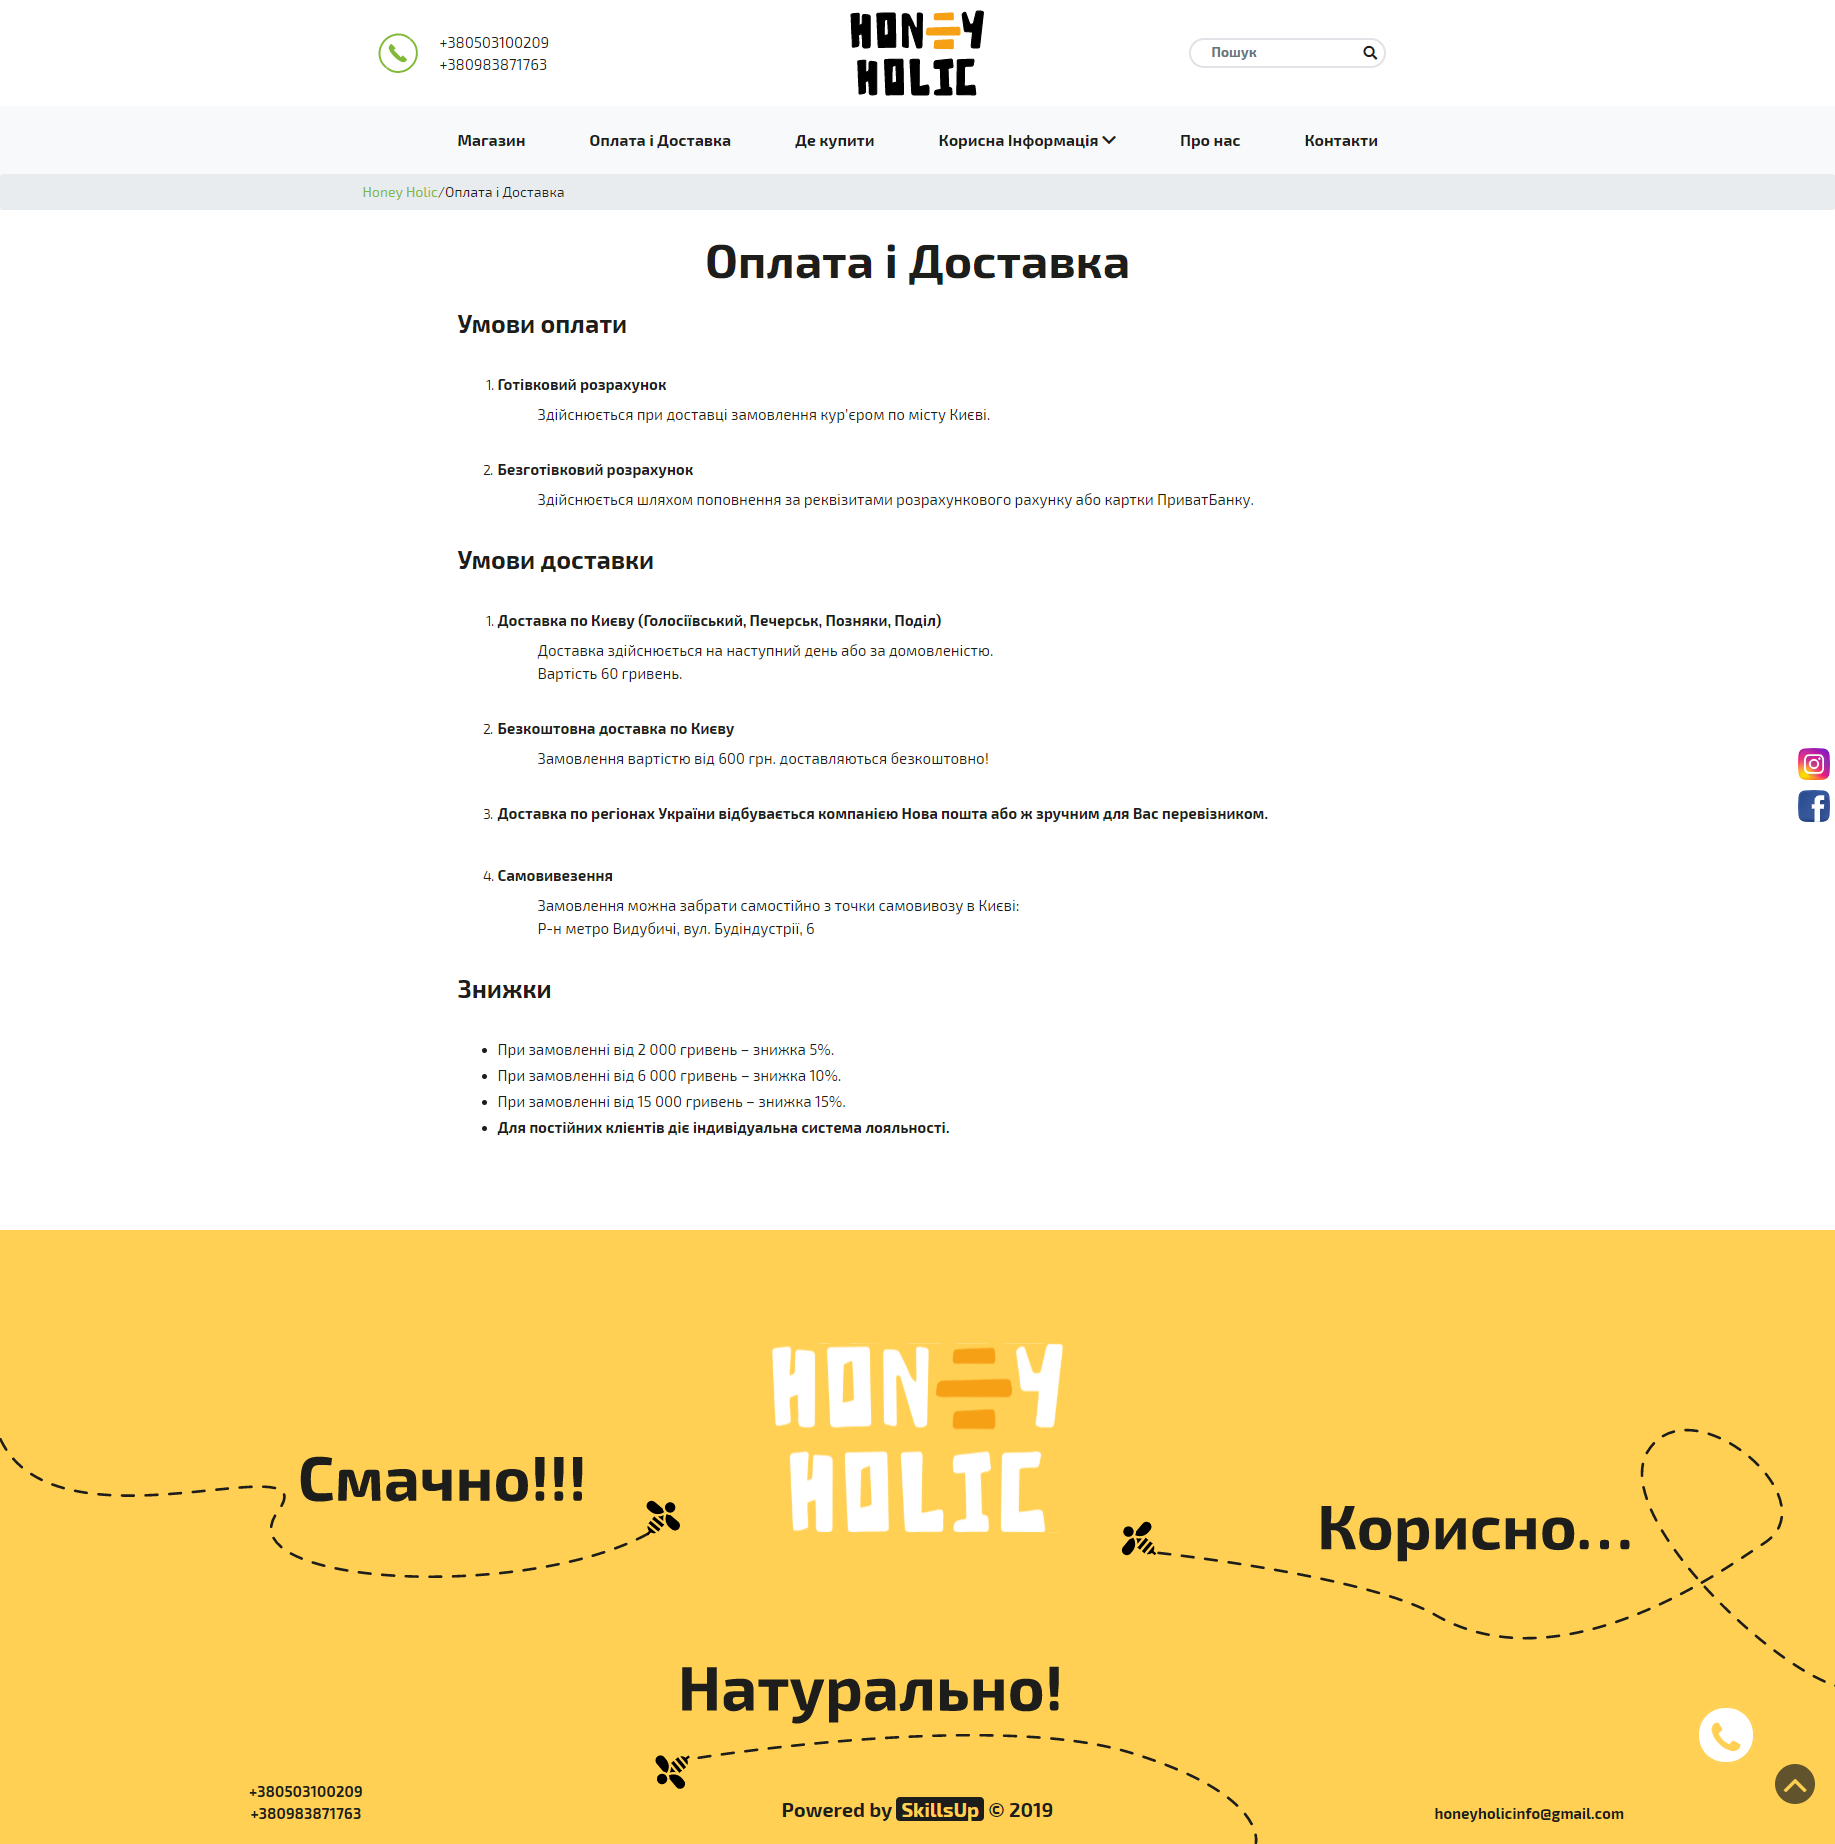 +380503100209
+380983871763
HONEY
HOLIC
Пошук
Магазин
Оплата і Доставка
Де купити
Корисна Інформація
Про нас
Контакти
Honey Holic/Оплата і Доставка
Оплата і Доставка
Умови оплати
1. Готівковий розрахунок
Здійснюється при доставці замовлення кур'єром по місту Києві.
2. Безготівковий розрахунок
Здійснюється шляхом поповнення за реквізитами розрахункового рахунку або картки ПриватБанку.
Умови доставки
1. Доставка по Києву (Голосіївський, Печерськ, Позняки, Поділ)
Доставка здійснюється на наступний день або за домовленістю.
Вартість 60 гривень.
2. Безкоштовна доставка по Києву
Замовлення вартістю від 600 грн. доставляються безкоштовно!
3. Доставка по регіонах України відбувається компанією Нова пошта або ж зручним для Вас перевізником.
4. Самовивезення
Замовлення можна забрати самостійно з точки самовивозу в Києві:
Р-н метро Видубичі, вул. Будіндустрії, 6
Знижки
• При замовленні від 2 000 гривень – знижка 5%.
• При замовленні від 6 000 гривень – знижка 10%.
• При замовленні від 15 000 гривень – знижка 15%.
• Для постійних клієнтів діє індивідуальна система лояльності.
HONEY
HOLIC
Смачно!!!
Корисно...
Натурально!
+380503100209
+380983871763
Powered by SkillsUp © 2019
honeyholicinfo@gmail.com